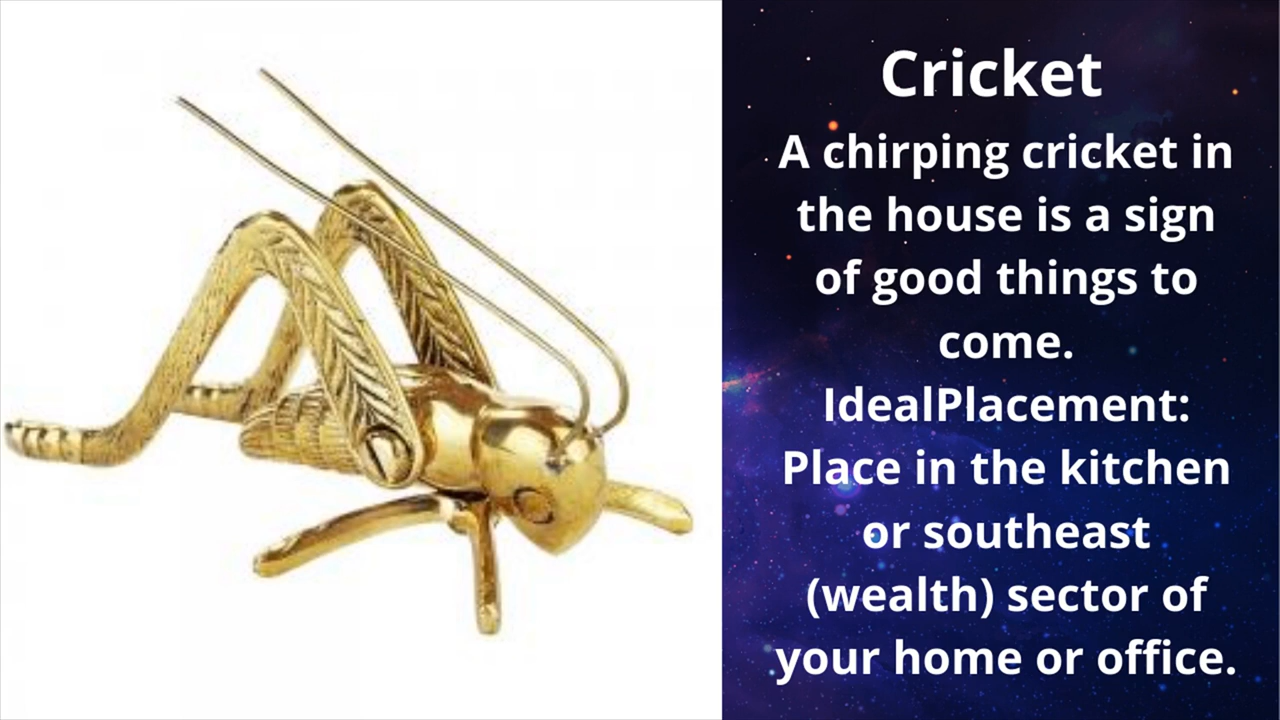 Cricket
A chirping cricket in
the house is a sign
of good things to
come.
IdealPlacement:
Place in the kitchen
or southeast
(wealth) sector of
your home or office.